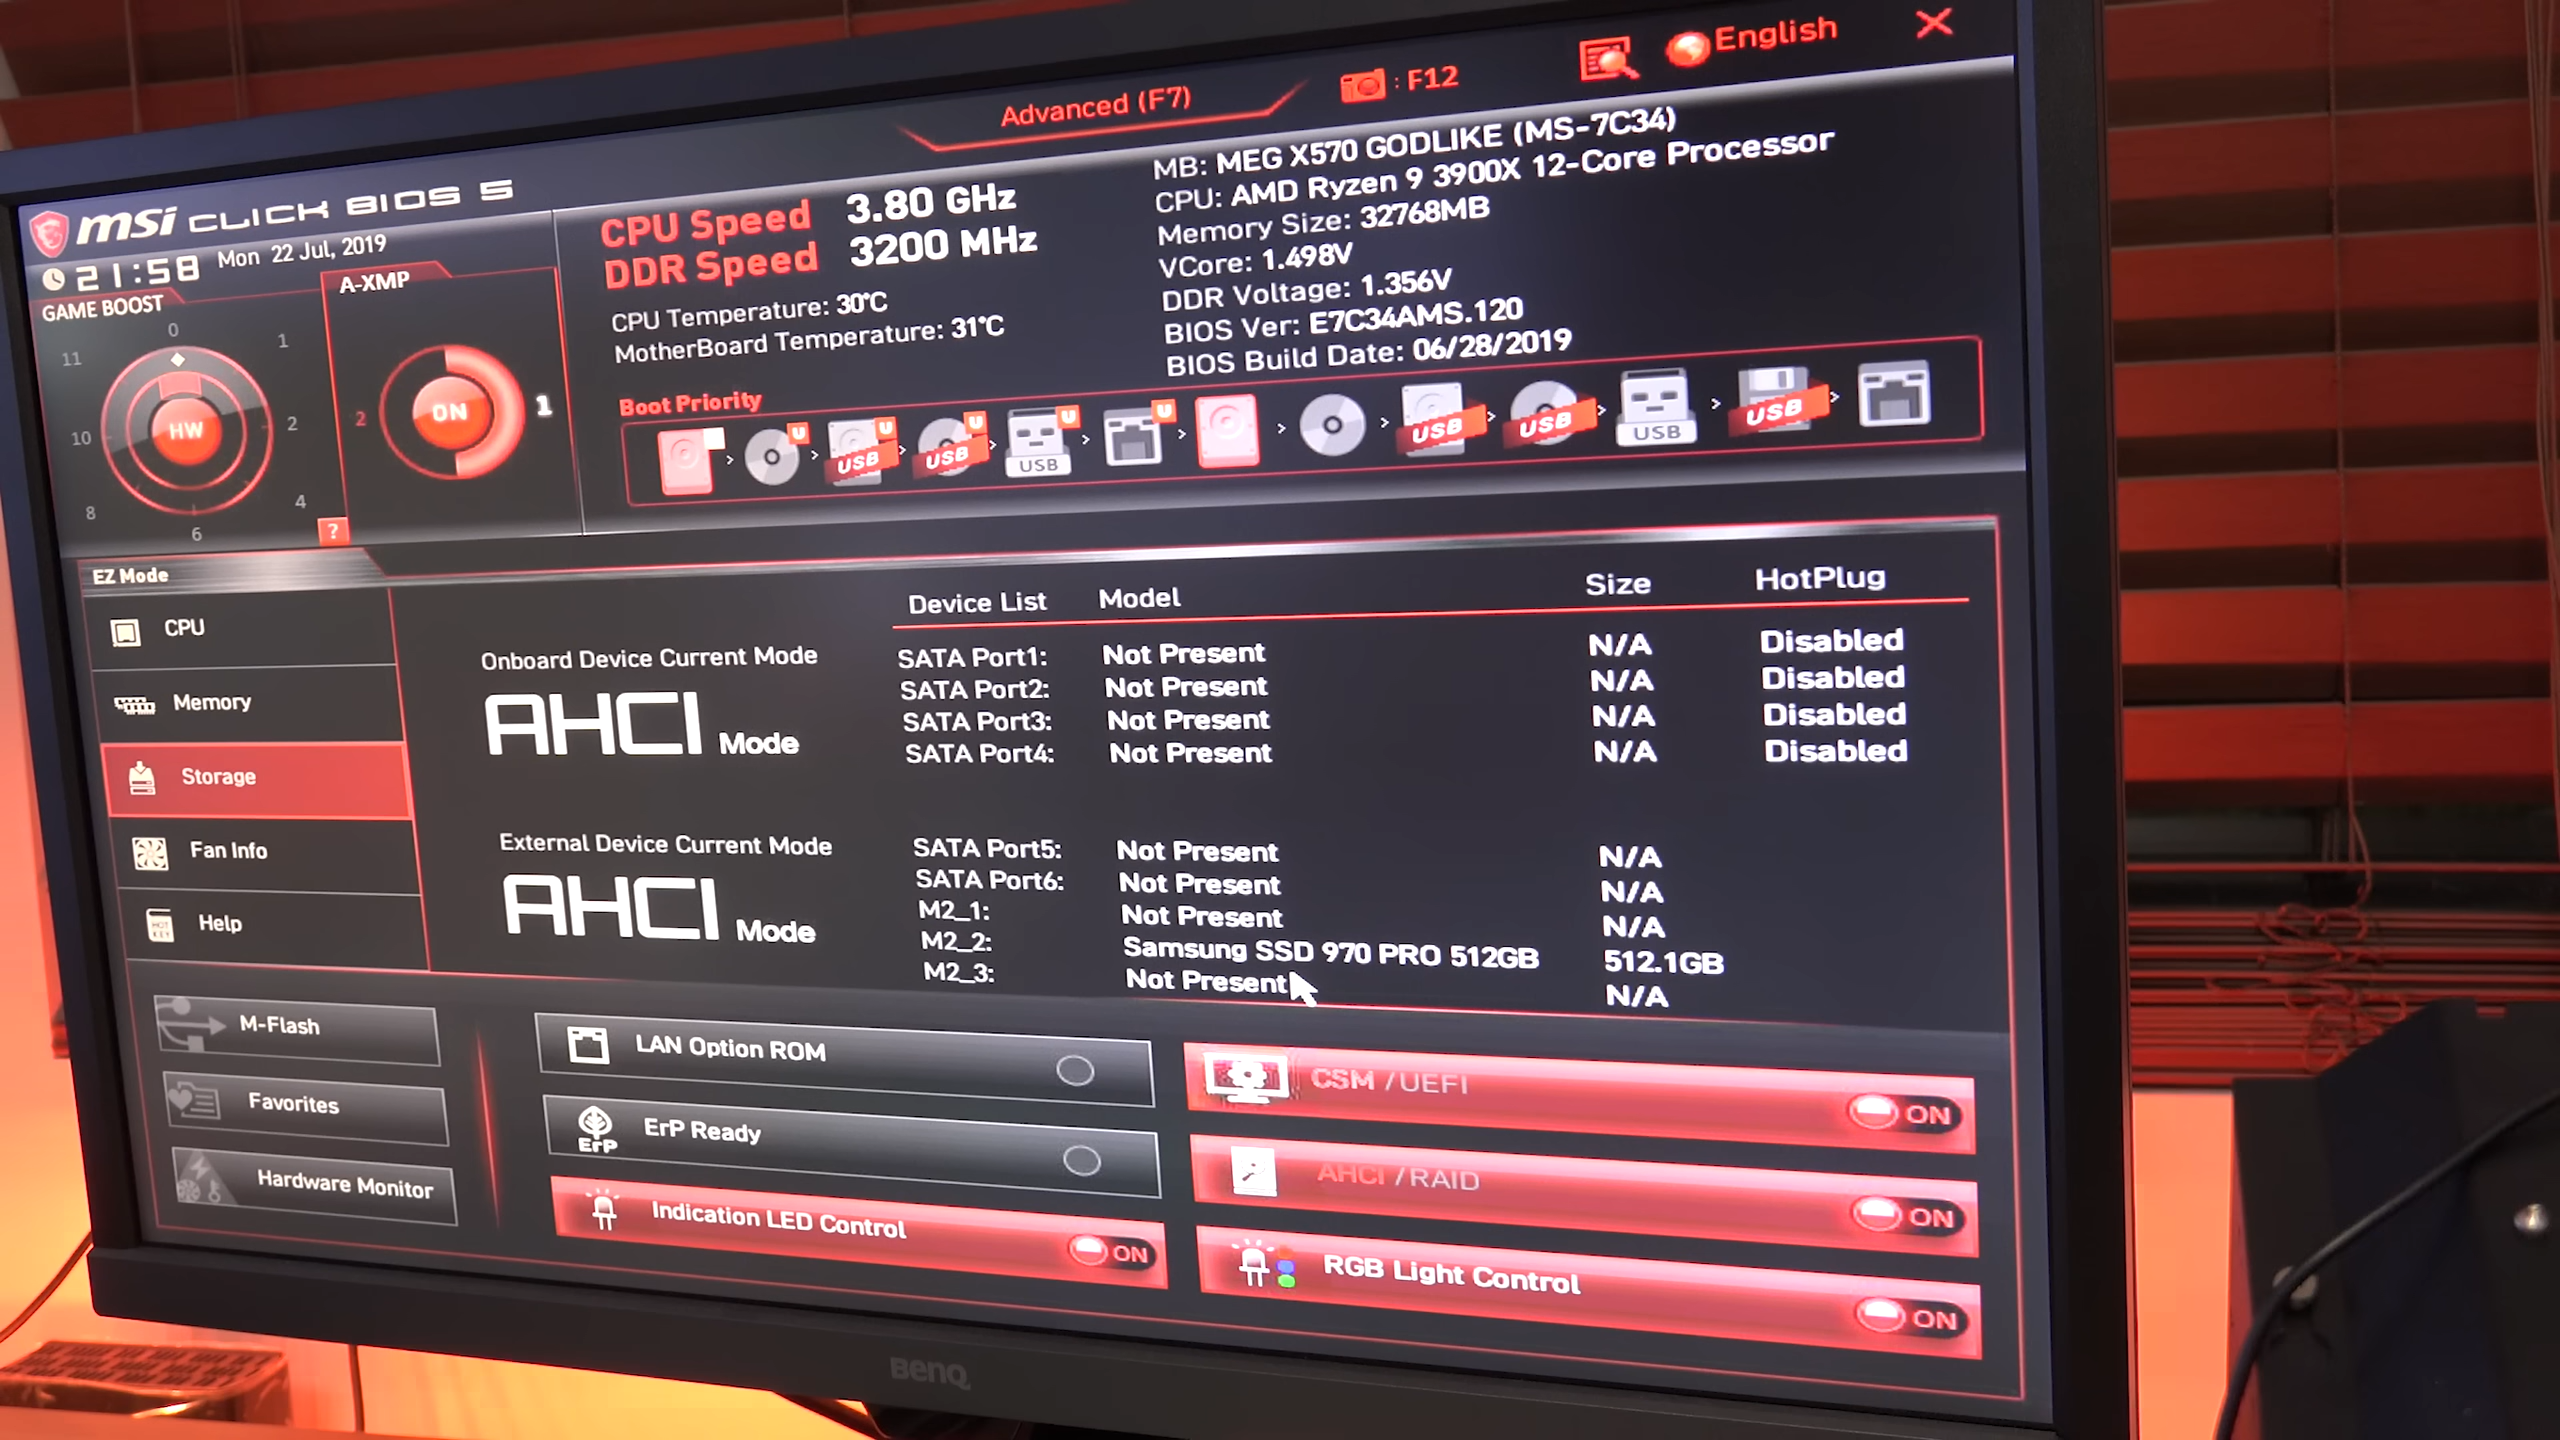 Advanced (F7)
: F12
English
X
msi CLICK BIOS 5
21:58 Mon 22 Jul, 2019
GAME BOOST
0
1
2
4
6
8
10
11
HW
?
A-XMP
2
ON
1
CPU Speed 3.80 GHz
DDR Speed 3200 MHz
CPU Temperature: 30°C
MotherBoard Temperature: 31°C
MB: MEG X570 GODLIKE (MS-7C34)
CPU: AMD Ryzen 9 3900X 12-Core Processor
Memory Size: 32768MB
VCore: 1.498V
DDR Voltage: 1.356V
BIOS Ver: E7C34AMS.120
BIOS Build Date: 06/28/2019
Boot Priority
U
USB U
USB U
USB U
U
USB
USB
USB
USB
EZ Mode
CPU
Memory
Storage
Fan Info
HOT KEY Help
M-Flash
Favorites
Hardware Monitor
Device List Model Size HotPlug
Onboard Device Current Mode
AHCI Mode
SATA Port1: Not Present N/A Disabled
SATA Port2: Not Present N/A Disabled
SATA Port3: Not Present N/A Disabled
SATA Port4: Not Present N/A Disabled
External Device Current Mode
AHCI Mode
SATA Port5: Not Present N/A
SATA Port6: Not Present N/A
M2_1: Not Present N/A
M2_2: Samsung SSD 970 PRO 512GB 512.1GB
M2_3: Not Present N/A
LAN Option ROM
ErP ErP Ready
Indication LED Control ON
CSM /UEFI ON
AHCI /RAID ON
RGB Light Control ON
BenQ